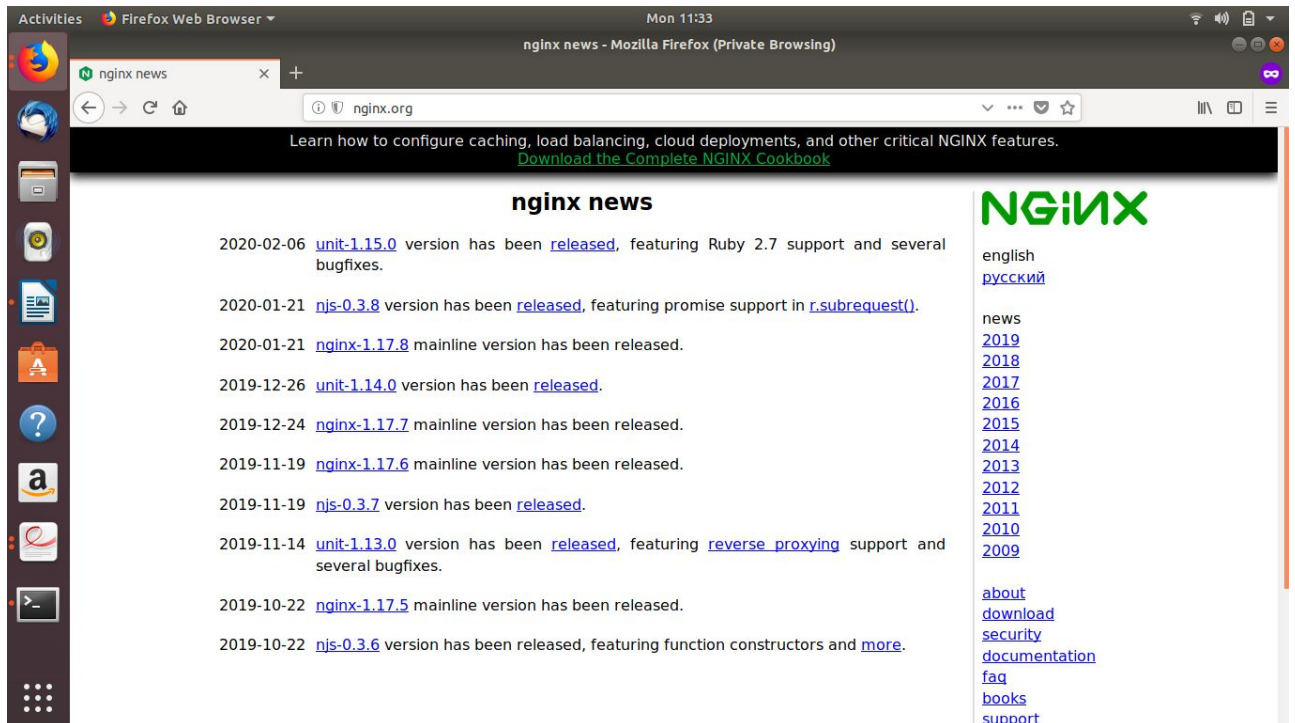 Activities Firefox Web Browser Mon 11:33
nginx news - Mozilla Firefox (Private Browsing)
nginx news
nginx.org
Learn how to configure caching, load balancing, cloud deployments, and other critical NGINX features.
Download the Complete NGINX Cookbook
nginx news
2020-02-06 unit-1.15.0 version has been released, featuring Ruby 2.7 support and several
bugfixes.
2020-01-21 njs-0.3.8 version has been released, featuring promise support in r.subrequest().
2020-01-21 nginx-1.17.8 mainline version has been released.
2019-12-26 unit-1.14.0 version has been released.
2019-12-24 nginx-1.17.7 mainline version has been released.
2019-11-19 nginx-1.17.6 mainline version has been released.
2019-11-19 njs-0.3.7 version has been released.
2019-11-14 unit-1.13.0 version has been released, featuring reverse proxying support and
several bugfixes.
2019-10-22 nginx-1.17.5 mainline version has been released.
2019-10-22 njs-0.3.6 version has been released, featuring function constructors and more.
NGINX
english
русский
news
2019
2018
2017
2016
2015
2014
2013
2012
2011
2010
2009
about
download
security
documentation
faq
books
support